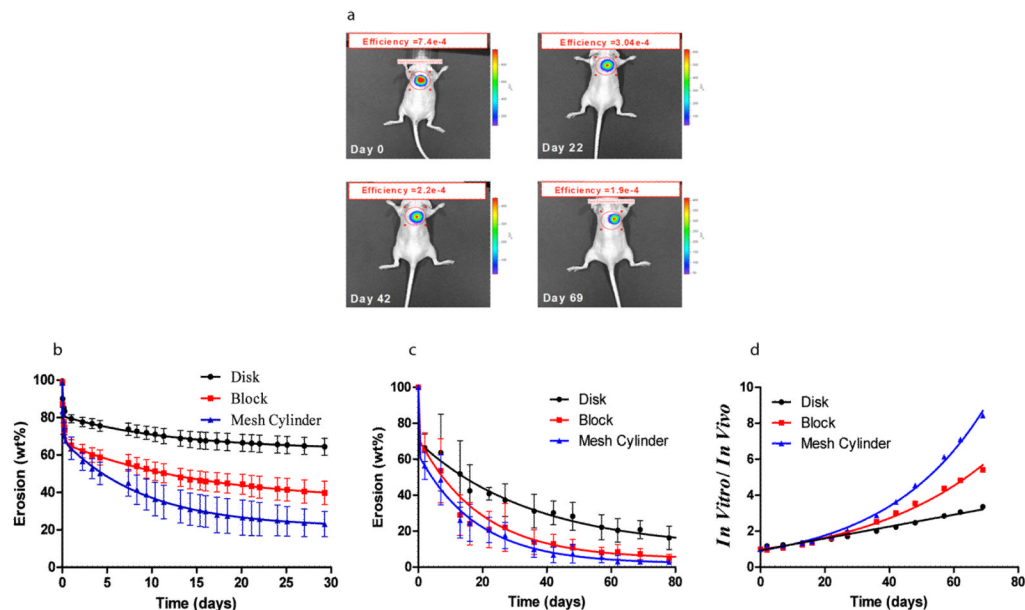 a
Efficiency =7.4e-4
Day 0
Efficiency =3.04e-4
Day 22
Efficiency =2.2e-4
Day 42
Efficiency =1.9e-4
Day 69
b
Erosion (wt%)
100
80
60
40
20
0
Disk
Block
Mesh Cylinder
0 5 10 15 20 25 30
Time (days)
c
Erosion (wt%)
100
80
60
40
20
0
Disk
Block
Mesh Cylinder
0 20 40 60 80
Time (days)
d
In Vitrol/ In Vivo
10
8
6
4
2
0
Disk
Block
Mesh Cylinder
0 20 40 60 80
Time (days)